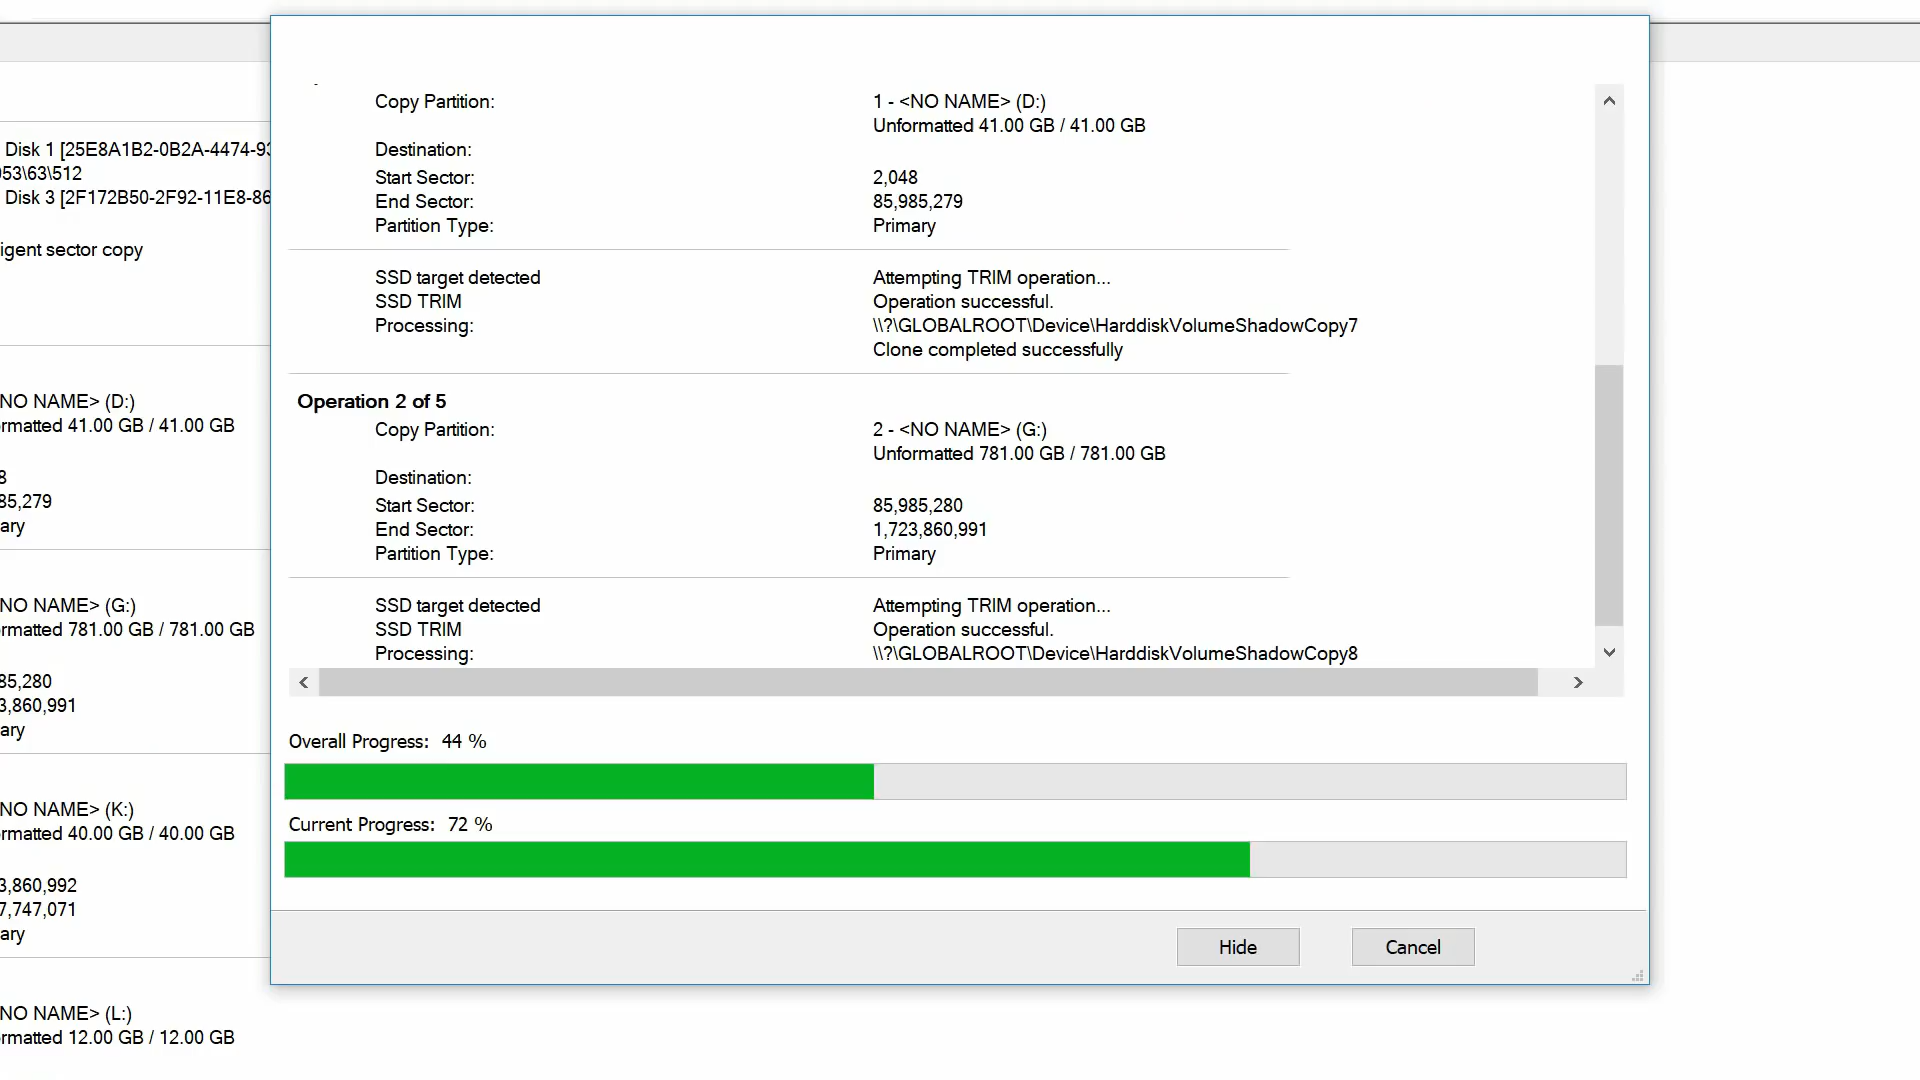 Disk 1 [25E8A1B2-0B2A-4474-93
53\63\512
Disk 3 [2F172B50-2F92-11E8-86
igent sector copy
NO NAME> (D:)
rmatted 41.00 GB / 41.00 GB
8
85,279
ary
NO NAME> (G:)
rmatted 781.00 GB / 781.00 GB
85,280
3,860,991
ary
NO NAME> (K:)
rmatted 40.00 GB / 40.00 GB
3,860,992
7,747,071
ary
NO NAME> (L:)
rmatted 12.00 GB / 12.00 GB
Copy Partition: 1 - <NO NAME> (D:)
Unformatted 41.00 GB / 41.00 GB
Destination:
Start Sector: 2,048
End Sector: 85,985,279
Partition Type: Primary
SSD target detected Attempting TRIM operation...
SSD TRIM Operation successful.
Processing: \\?\GLOBALROOT\Device\HarddiskVolumeShadowCopy7
Clone completed successfully
Operation 2 of 5
Copy Partition: 2 - <NO NAME> (G:)
Unformatted 781.00 GB / 781.00 GB
Destination:
Start Sector: 85,985,280
End Sector: 1,723,860,991
Partition Type: Primary
SSD target detected Attempting TRIM operation...
SSD TRIM Operation successful.
Processing: \\?\GLOBALROOT\Device\HarddiskVolumeShadowCopy8
Overall Progress: 44 %
Current Progress: 72 %
Hide Cancel